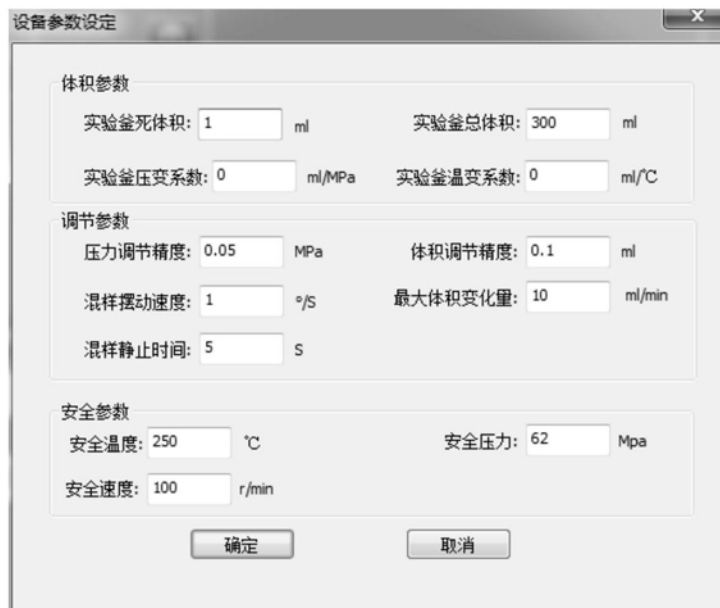 设备参数设定
体积参数
实验釜死体积: 1 ml 实验釜总体积: 300 ml
实验釜压变系数: 0 ml/MPa 实验釜温变系数: 0 ml/℃
调节参数
压力调节精度: 0.05 MPa 体积调节精度: 0.1 ml
混样摆动速度: 1 °/S 最大体积变化量: 10 ml/min
混样静止时间: 5 S
安全参数
安全温度: 250 ℃ 安全压力: 62 Mpa
安全速度: 100 r/min
确定 取消